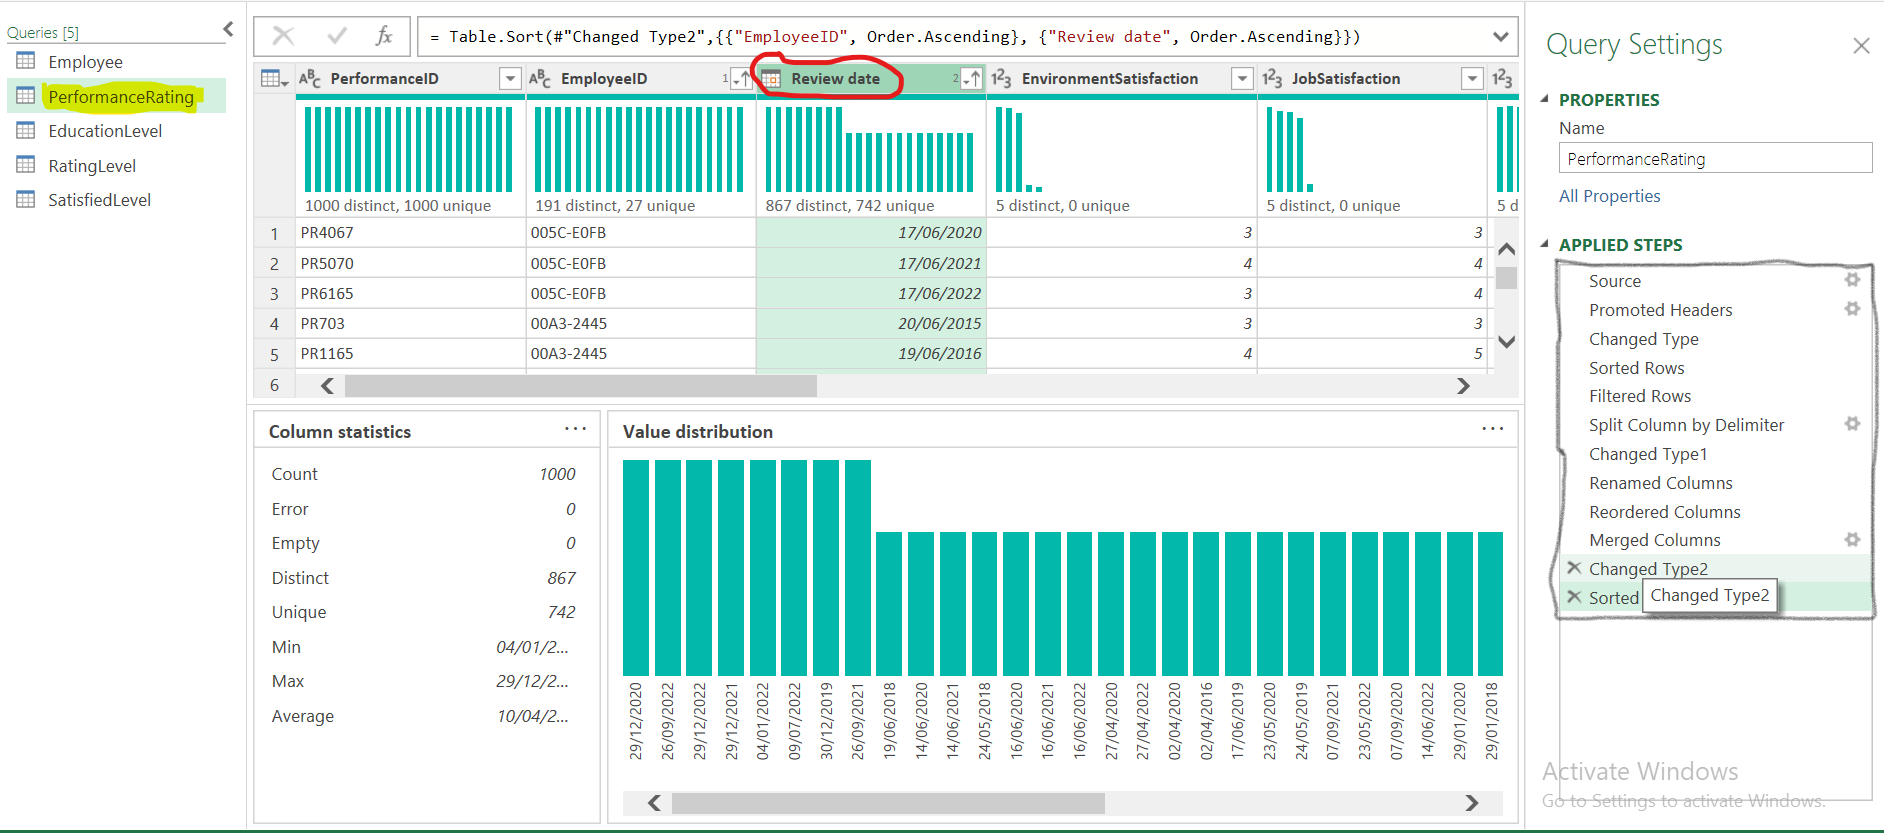 Queries [5]
Employee
PerformanceRating
EducationLevel
RatingLevel
SatisfiedLevel
fx = Table.Sort(#"Changed Type2",{{"EmployeeID", Order.Ascending}, {"Review date", Order.Ascending}})
ABC PerformanceID ABC EmployeeID 1 Review date 2 123 EnvironmentSatisfaction 123 JobSatisfaction 123
1000 distinct, 1000 unique 191 distinct, 27 unique 867 distinct, 742 unique 5 distinct, 0 unique 5 distinct, 0 unique 5 d
1 PR4067 005C-E0FB 17/06/2020 3 3
2 PR5070 005C-E0FB 17/06/2021 4 4
3 PR6165 005C-E0FB 17/06/2022 3 4
4 PR703 00A3-2445 20/06/2015 3 3
5 PR1165 00A3-2445 19/06/2016 4 5
6
Column statistics ...
Count 1000
Error 0
Empty 0
Distinct 867
Unique 742
Min 04/01/2...
Max 29/12/2...
Average 10/04/2...
Value distribution ...
29/12/2020
26/09/2022
29/12/2022
29/12/2021
04/01/2022
09/07/2022
30/12/2019
26/09/2021
19/06/2018
14/06/2020
14/06/2021
24/05/2018
16/06/2020
16/06/2021
16/06/2022
27/04/2022
27/04/2020
02/04/2020
02/04/2016
17/06/2019
23/05/2020
24/05/2019
07/09/2021
23/05/2022
07/09/2020
14/06/2022
29/01/2020
29/01/2018
Query Settings
PROPERTIES
Name
PerformanceRating
All Properties
APPLIED STEPS
Source
Promoted Headers
Changed Type
Sorted Rows
Filtered Rows
Split Column by Delimiter
Changed Type1
Renamed Columns
Reordered Columns
Merged Columns
Changed Type2
Sorted
Changed Type2
Activate Windows
Go to Settings to activate Windows.